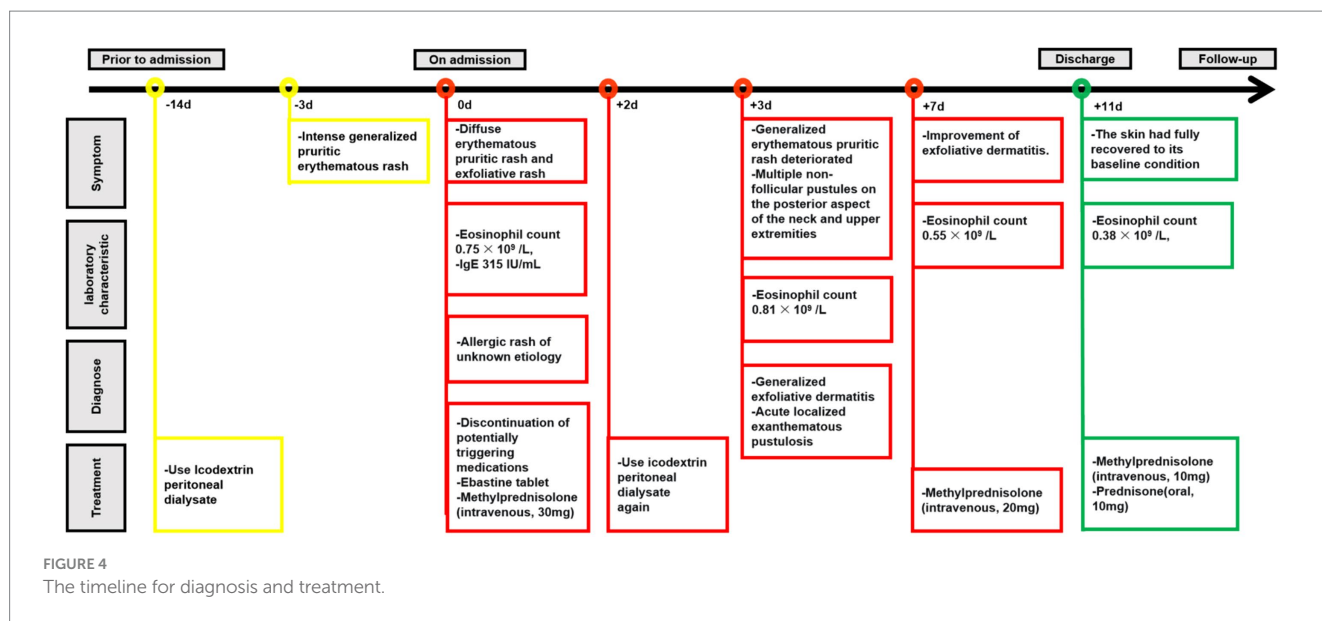 Prior to admission
On admission
Discharge
Follow-up
-14d
-3d
0d
+2d
+3d
+7d
+11d
Symptom
-Intense generalized
pruritic
erythematous rash
-Diffuse
erythematous
pruritic rash and
exfoliative rash
-Generalized
erythematous pruritic
rash deteriorated
-Multiple non-
follicular pustules on
the posterior aspect
of the neck and upper
extremities
-Improvement of
exfoliative dermatitis.
-The skin had fully
recovered to its
baseline condition
laboratory
characteristic
-Eosinophil count
0.75 × 10⁹ /L,
-IgE 315 IU/mL
-Eosinophil count
0.81 × 10⁹ /L
-Eosinophil count
0.55 × 10⁹ /L
-Eosinophil count
0.38 × 10⁹ /L,
Diagnose
-Allergic rash of
unknown etiology
-Generalized
exfoliative dermatitis
-Acute localized
exanthematous
pustulosis
Treatment
-Use Icodextrin
peritoneal
dialysate
-Discontinuation of
potentially
triggering
medications
-Ebastine tablet
-Methylprednisolone
(intravenous, 30mg)
-Use icodextrin
peritoneal
dialysate
again
-Methylprednisolone
(intravenous, 20mg)
-Methylprednisolone
(intravenous, 10mg)
-Prednisone(oral,
10mg)
FIGURE 4
The timeline for diagnosis and treatment.